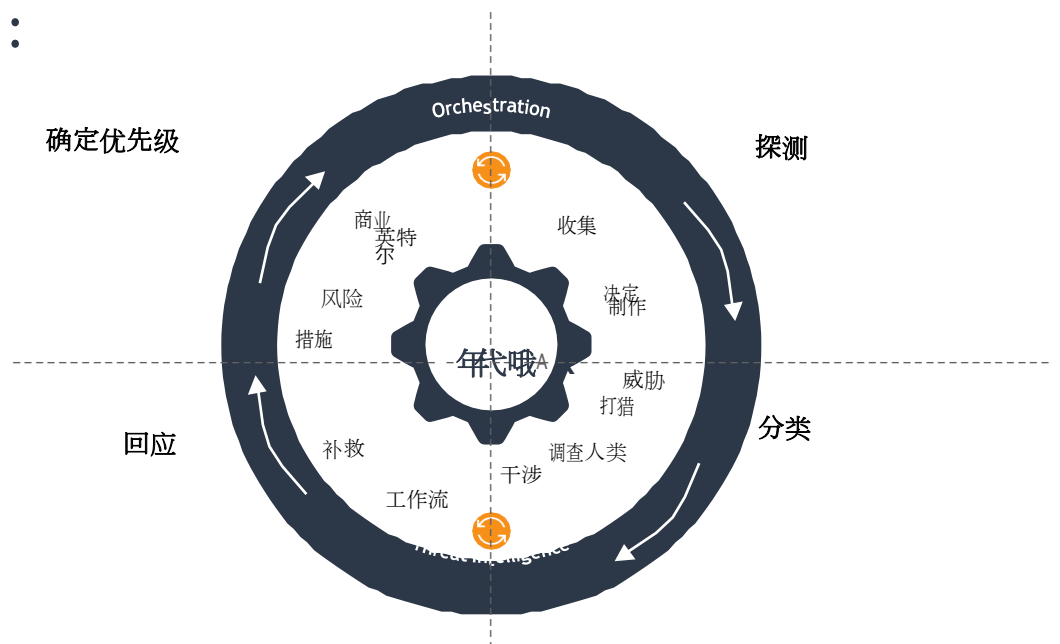 Orchestration
确定优先级
探测
商业
英特
尔
收集
风险
决定
制作
措施
年代哦
A
威胁
打猎
分类
回应
补救
调查人类
干涉
工作流
Threat Intelligence